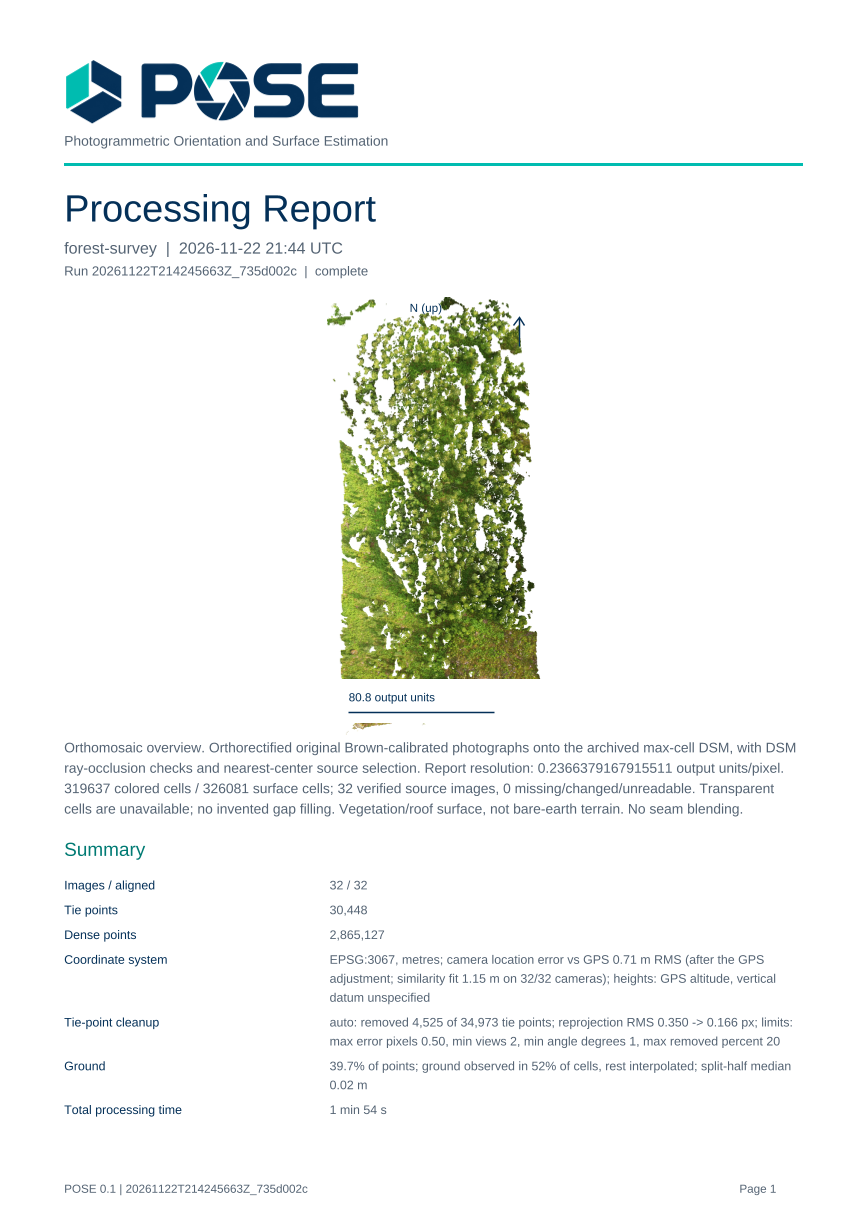 POSE
Photogrammetric Orientation and Surface Estimation
Processing Report
forest-survey | 2026-11-22 21:44 UTC
Run 20261122T214245663Z_735d002c | complete
N (up)
80.8 output units
Orthomosaic overview. Orthorectified original Brown-calibrated photographs onto the archived max-cell DSM, with DSM
ray-occlusion checks and nearest-center source selection. Report resolution: 0.2366379167915511 output units/pixel.
319637 colored cells / 326081 surface cells; 32 verified source images, 0 missing/changed/unreadable. Transparent
cells are unavailable; no invented gap filling. Vegetation/roof surface, not bare-earth terrain. No seam blending.
Summary
Images / aligned 32 / 32
Tie points 30,448
Dense points 2,865,127
Coordinate system EPSG:3067, metres; camera location error vs GPS 0.71 m RMS (after the GPS
adjustment; similarity fit 1.15 m on 32/32 cameras); heights: GPS altitude, vertical
datum unspecified
Tie-point cleanup auto: removed 4,525 of 34,973 tie points; reprojection RMS 0.350 -> 0.166 px; limits:
max error pixels 0.50, min views 2, min angle degrees 1, max removed percent 20
Ground 39.7% of points; ground observed in 52% of cells, rest interpolated; split-half median
0.02 m
Total processing time 1 min 54 s
POSE 0.1 | 20261122T214245663Z_735d002c Page 1